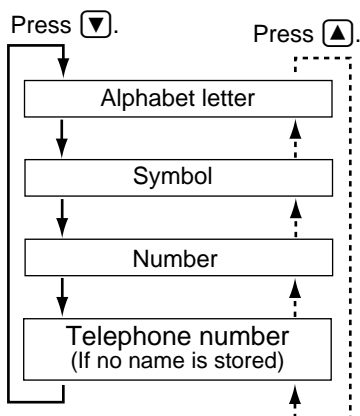 Press ▼.
Press ▲.
Alphabet letter
Symbol
Number
Telephone number
(If no name is stored)